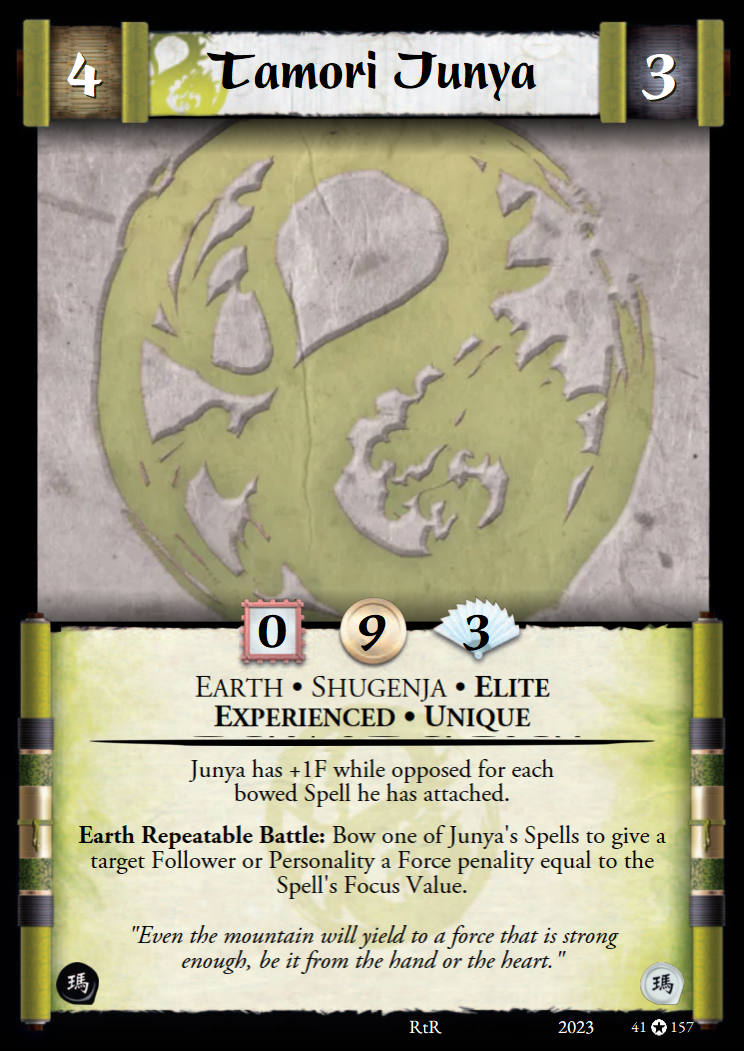 4 Tamori Junya 3
0 9 3
EARTH • SHUGENJA • ELITE
EXPERIENCED • UNIQUE
Junya has +1F while opposed for each
bowed Spell he has attached.
Earth Repeatable Battle: Bow one of Junya's Spells to give a
target Follower or Personality a Force penality equal to the
Spell's Focus Value.
"Even the mountain will yield to a force that is strong
enough, be it from the hand or the heart."
瑪 瑪
RtR 2023 41 ✪ 157